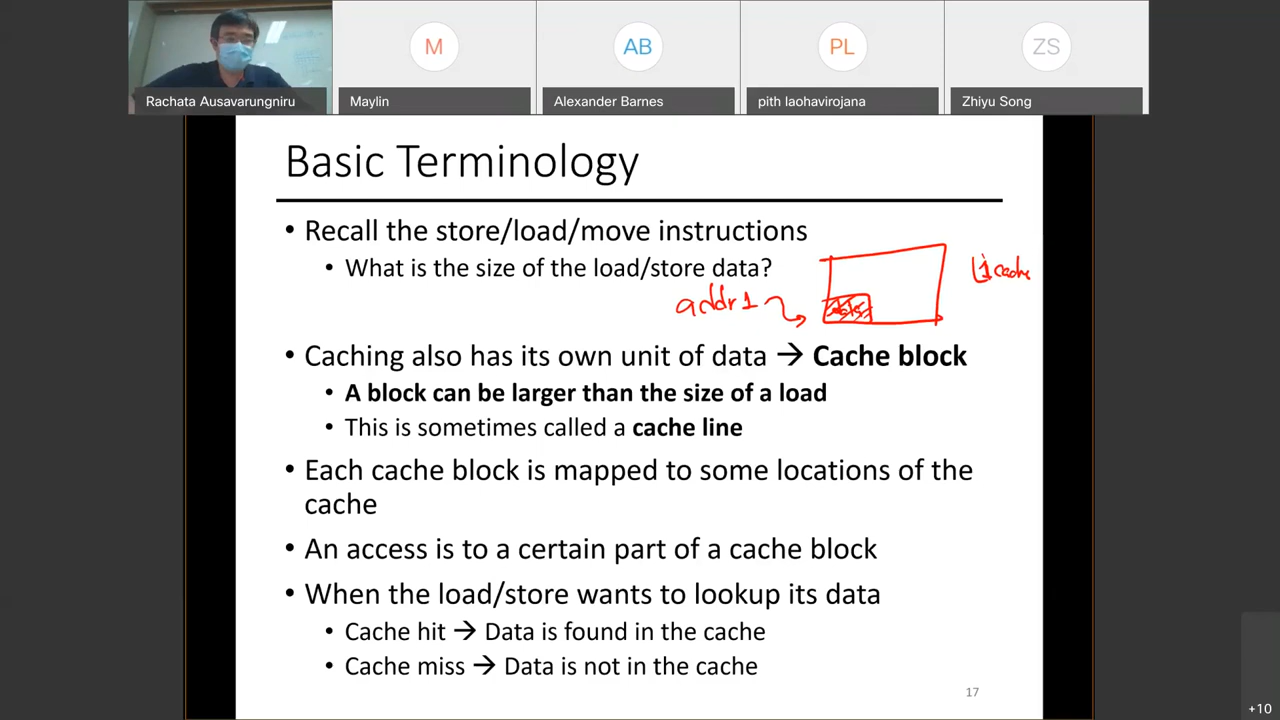 M
AB
PL
ZS
Rachata Ausavarungniru
Maylin
Alexander Barnes
pith laohavirojana
Zhiyu Song
Basic Terminology
• Recall the store/load/move instructions
• What is the size of the load/store data?
addr1
cache
• Caching also has its own unit of data → Cache block
• A block can be larger than the size of a load
• This is sometimes called a cache line
• Each cache block is mapped to some locations of the
cache
• An access is to a certain part of a cache block
• When the load/store wants to lookup its data
• Cache hit → Data is found in the cache
• Cache miss → Data is not in the cache
17
+10